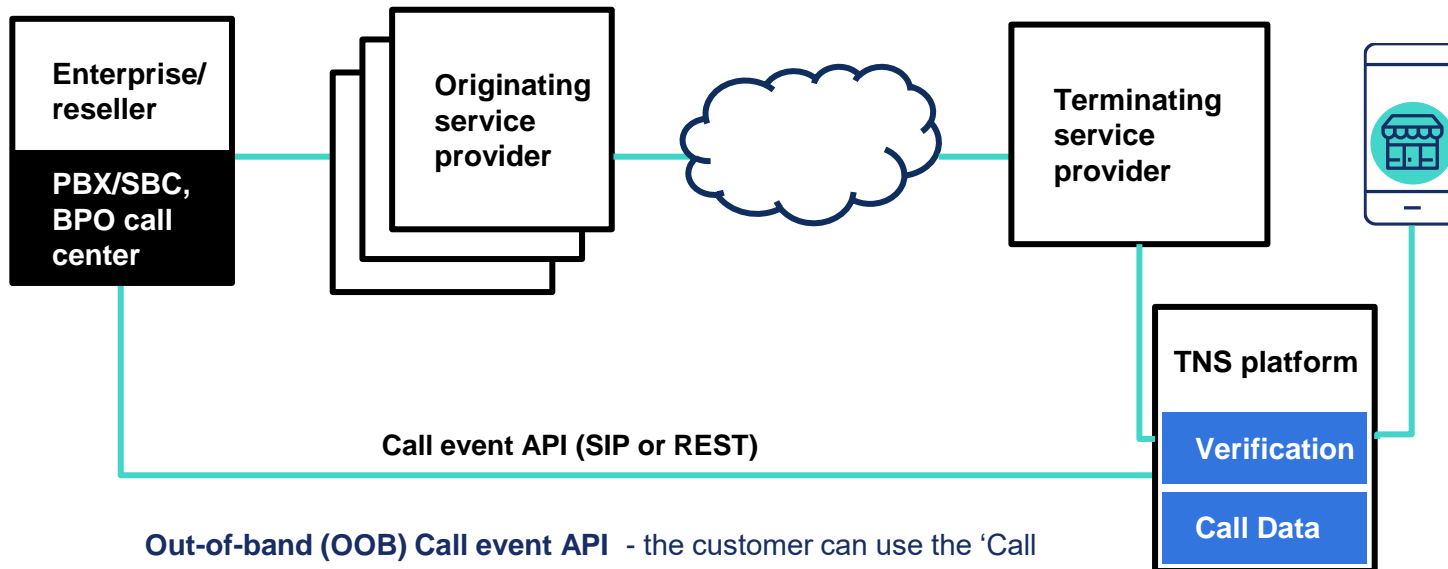 Enterprise/
reseller
PBX/SBC,
BPO call
center
Originating
service
provider
Terminating
service
provider
TNS platform
Verification
Call Data
Call event API (SIP or REST)
Out-of-band (OOB) Call event API - the customer can use the ‘Call